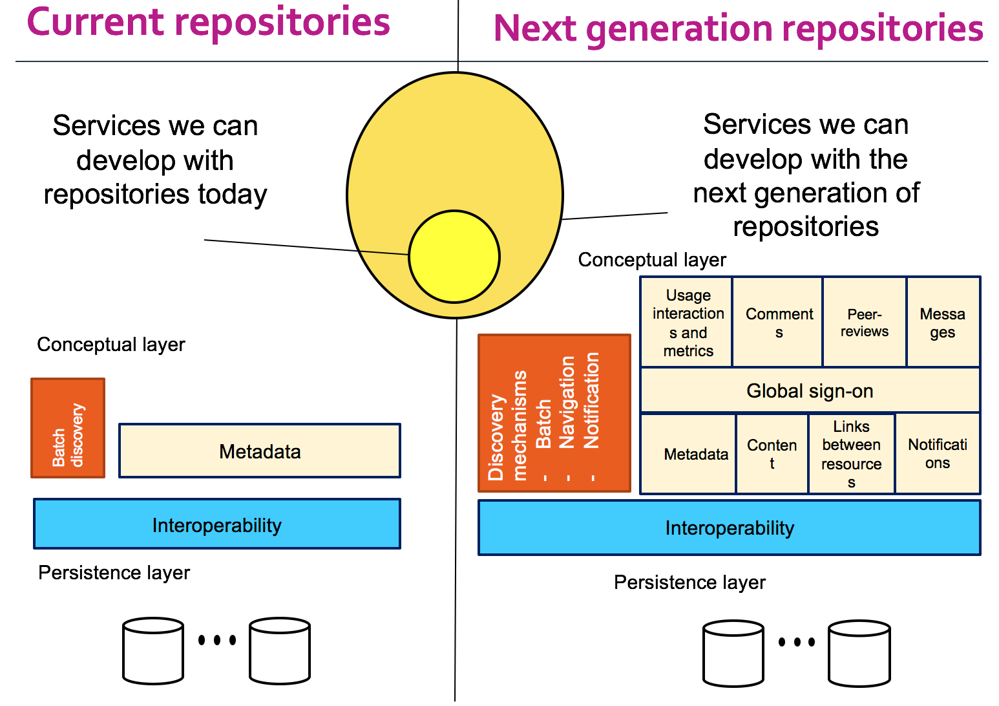 Current repositories
Next generation repositories
Services we can
develop with
repositories today
Services we can
develop with the
next generation of
repositories
Conceptual layer
Batch
discovery
Metadata
Interoperability
Persistence layer
Conceptual layer
Discovery
mechanisms
- Batch
- Navigation
- Notification
Usage
interaction
s and
metrics
Comment
s
Peer-
reviews
Messa
ges
Global sign-on
Metadata
Conten
t
Links
between
resource
s
Notificati
ons
Interoperability
Persistence layer